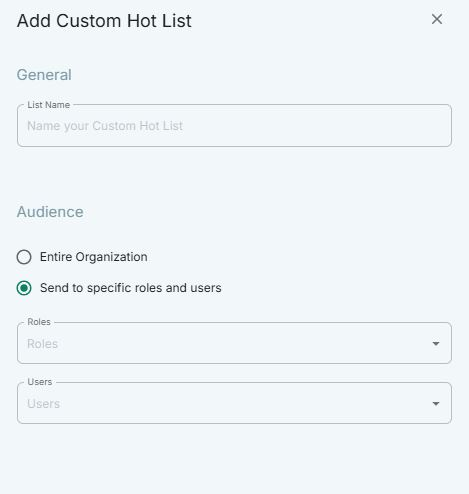 Add Custom Hot List
General
List Name
Name your Custom Hot List
Audience
Entire Organization
Send to specific roles and users
Roles
Roles
Users
Users